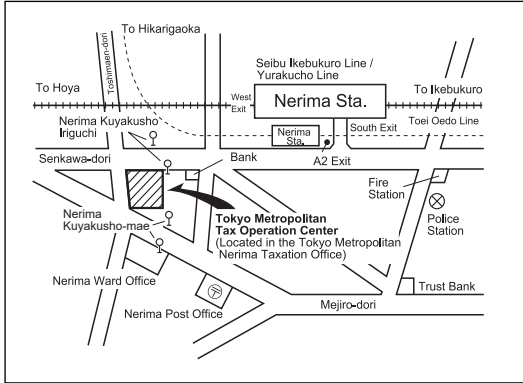 To Hikarigaoka
Toshimaen-dori
Seibu Ikebukuro Line /
Yurakucho Line
To Hoya
West
Exit
Nerima Sta.
To Ikebukuro
Nerima Kuyakusho
Iriguchi
Nerima
Sta.
South Exit
Toei Oedo Line
Senkawa-dori
Bank
A2 Exit
Fire
Station
Nerima
Kuyakusho-mae
Tokyo Metropolitan
Tax Operation Center
(Located in the Tokyo Metropolitan
Nerima Taxation Office)
Police
Station
Nerima Ward Office
Nerima Post Office
Mejiro-dori
Trust Bank